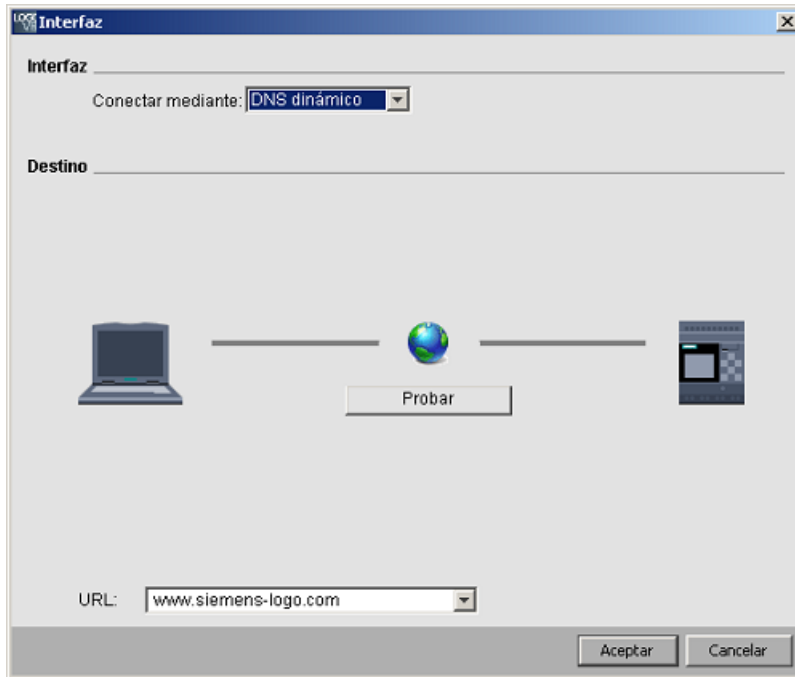 Interfaz
Interfaz
Conectar mediante: DNS dinámico
Destino
Probar
URL: www.siemens-logo.com
Aceptar Cancelar